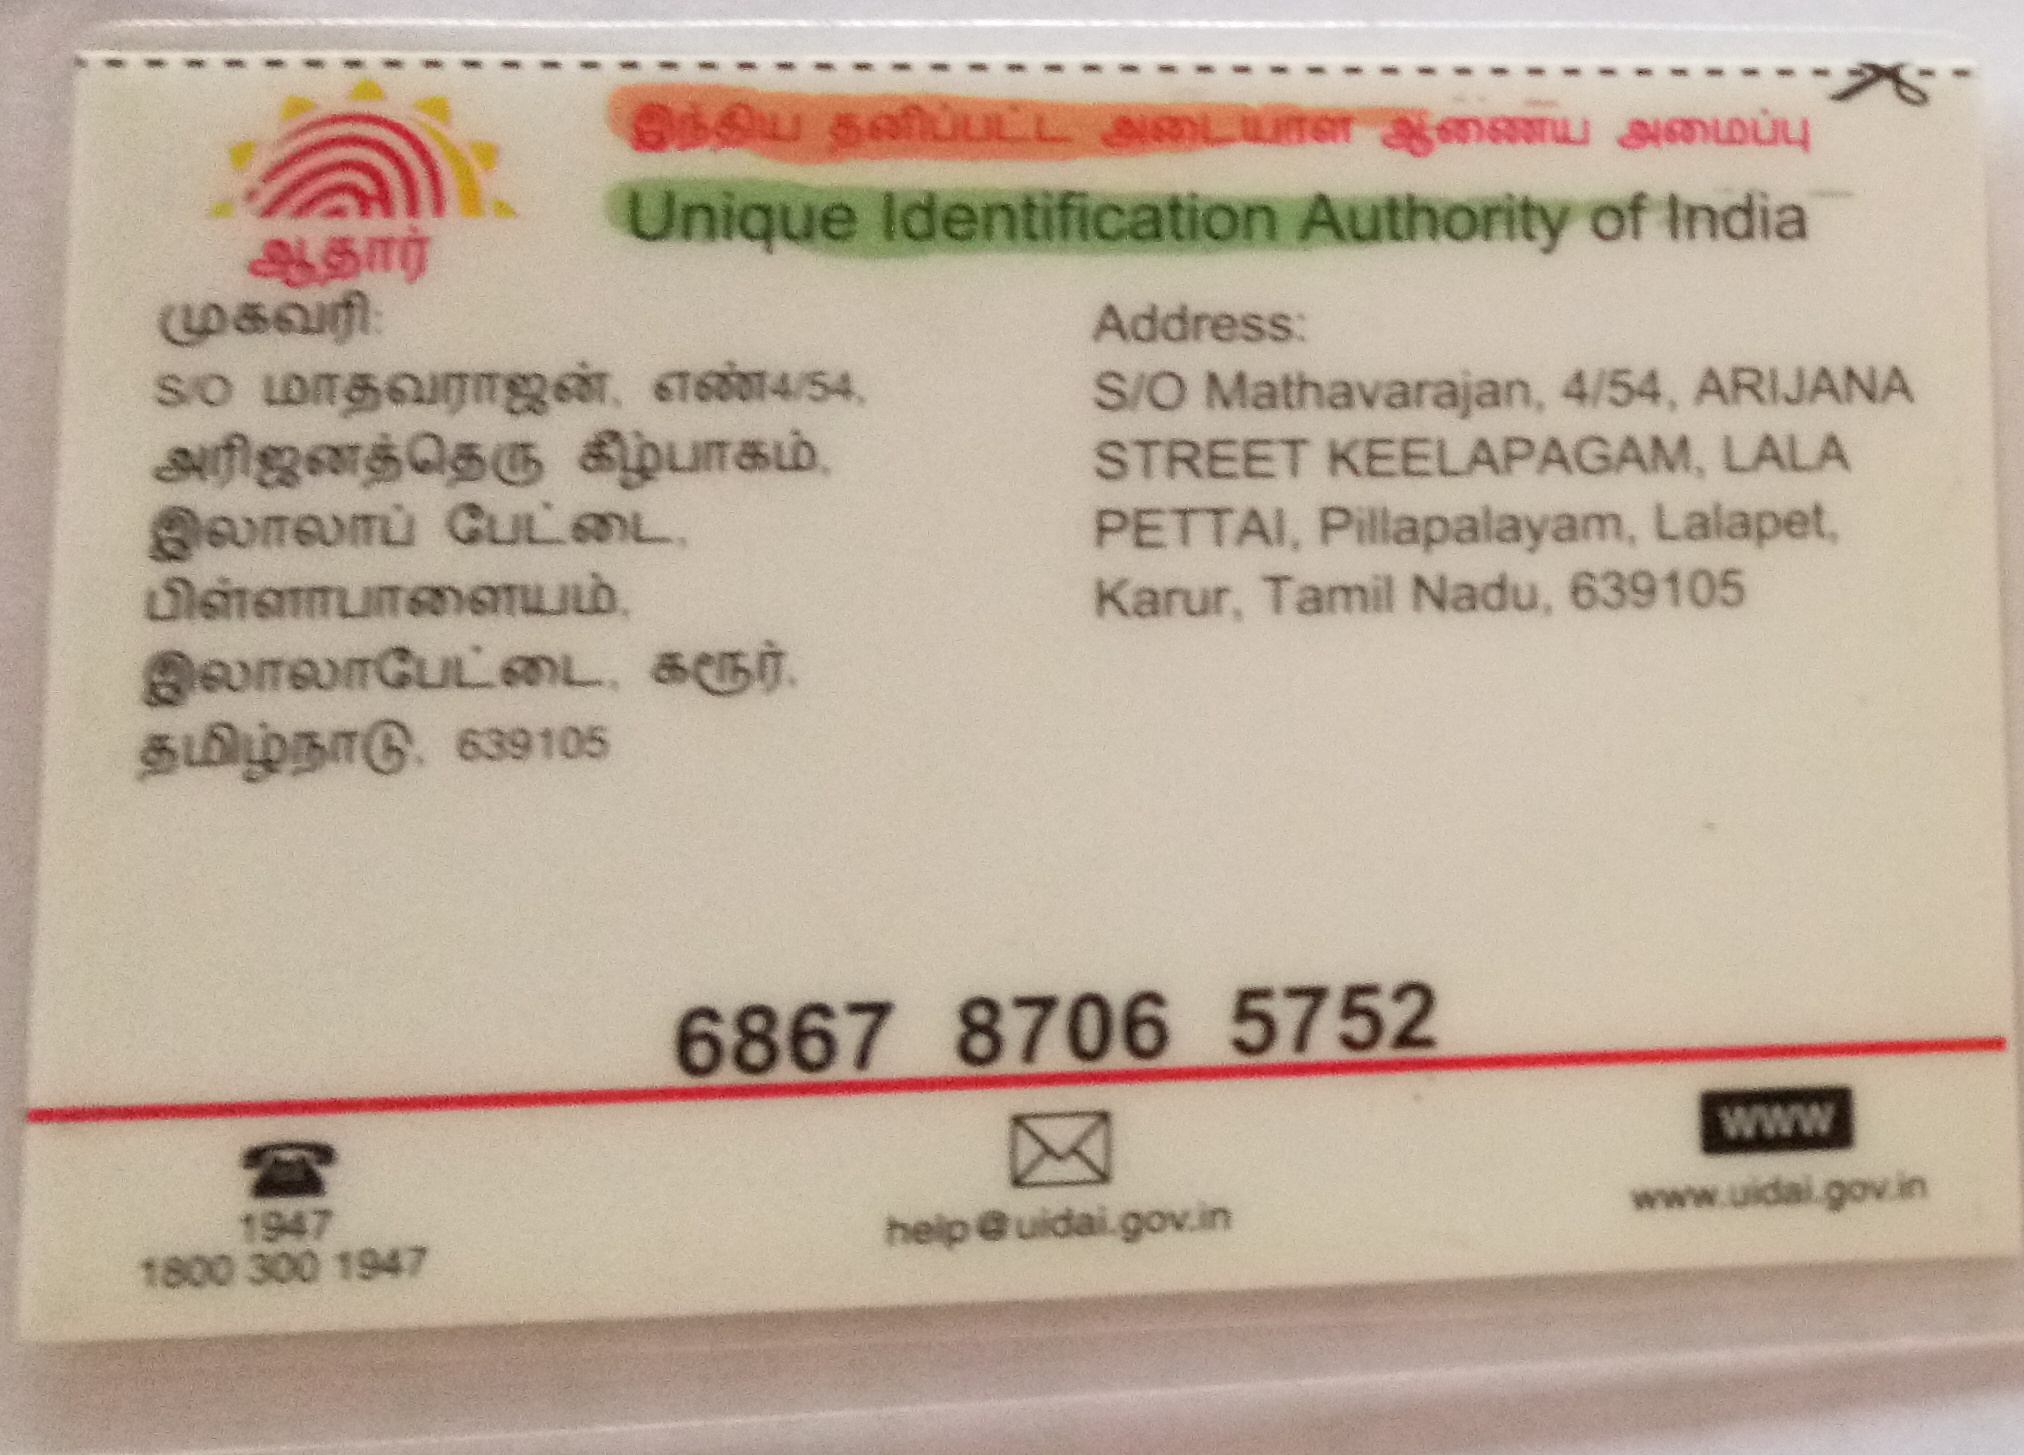 இந்திய தனிப்பட்ட அடையாள ஆணைய அமைப்பு
Unique Identification Authority of India
ஆதார்
முகவரி:
S/O மாதவராஜன், எண்4/54,
அரிஜனத்தெரு கீழ்பாகம்,
இலாலாப் பேட்டை,
பிள்ளாபாளையம்,
இலாலாபேட்டை, கரூர்,
தமிழ்நாடு, 639105
Address:
S/O Mathavarajan, 4/54, ARIJANA
STREET KEELAPAGAM, LALA
PETTAI, Pillapalayam, Lalapet,
Karur, Tamil Nadu, 639105
6867 8706 5752
1947
1800 300 1947
help@uidai.gov.in
WWW
www.uidai.gov.in